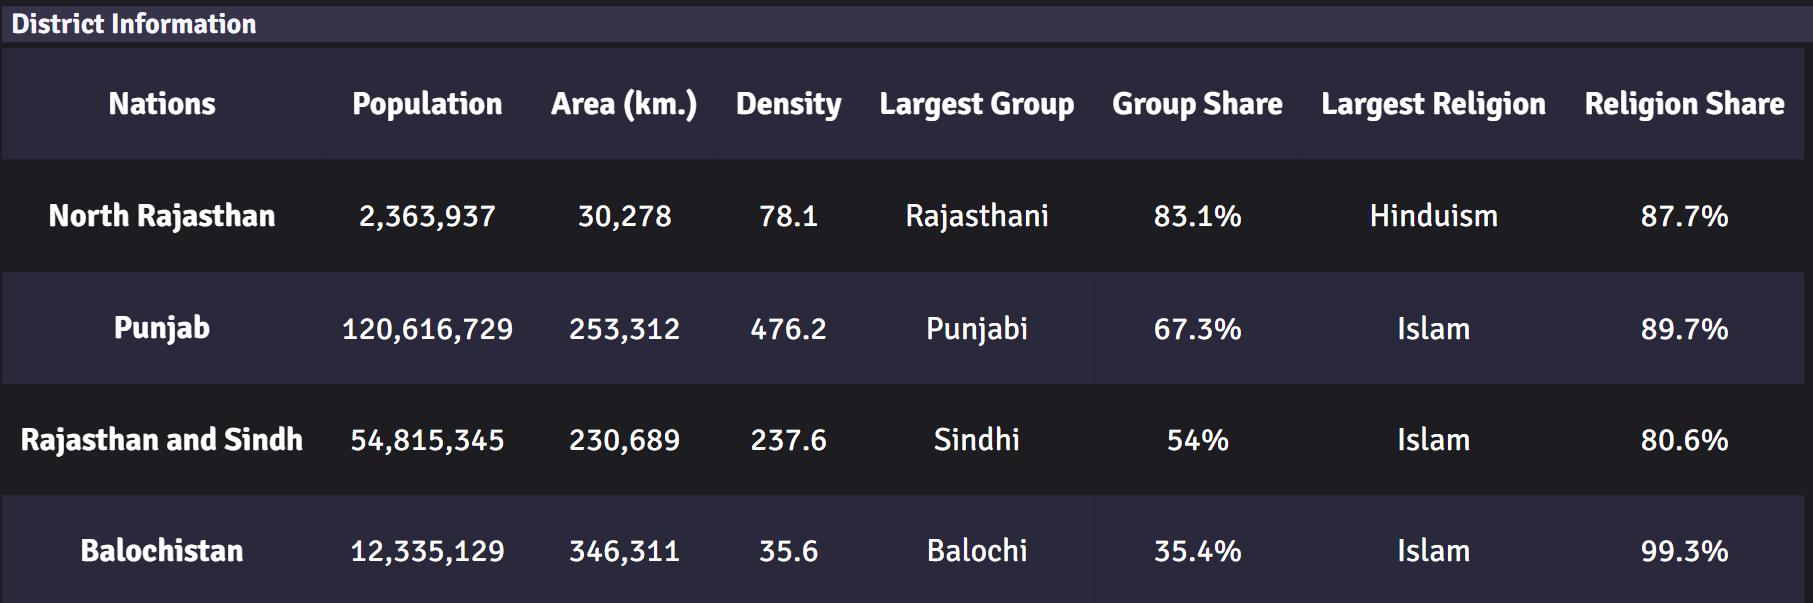 District Information
Nations Population Area (km.) Density Largest Group Group Share Largest Religion Religion Share
North Rajasthan 2,363,937 30,278 78.1 Rajasthani 83.1% Hinduism 87.7%
Punjab 120,616,729 253,312 476.2 Punjabi 67.3% Islam 89.7%
Rajasthan and Sindh 54,815,345 230,689 237.6 Sindhi 54% Islam 80.6%
Balochistan 12,335,129 346,311 35.6 Balochi 35.4% Islam 99.3%